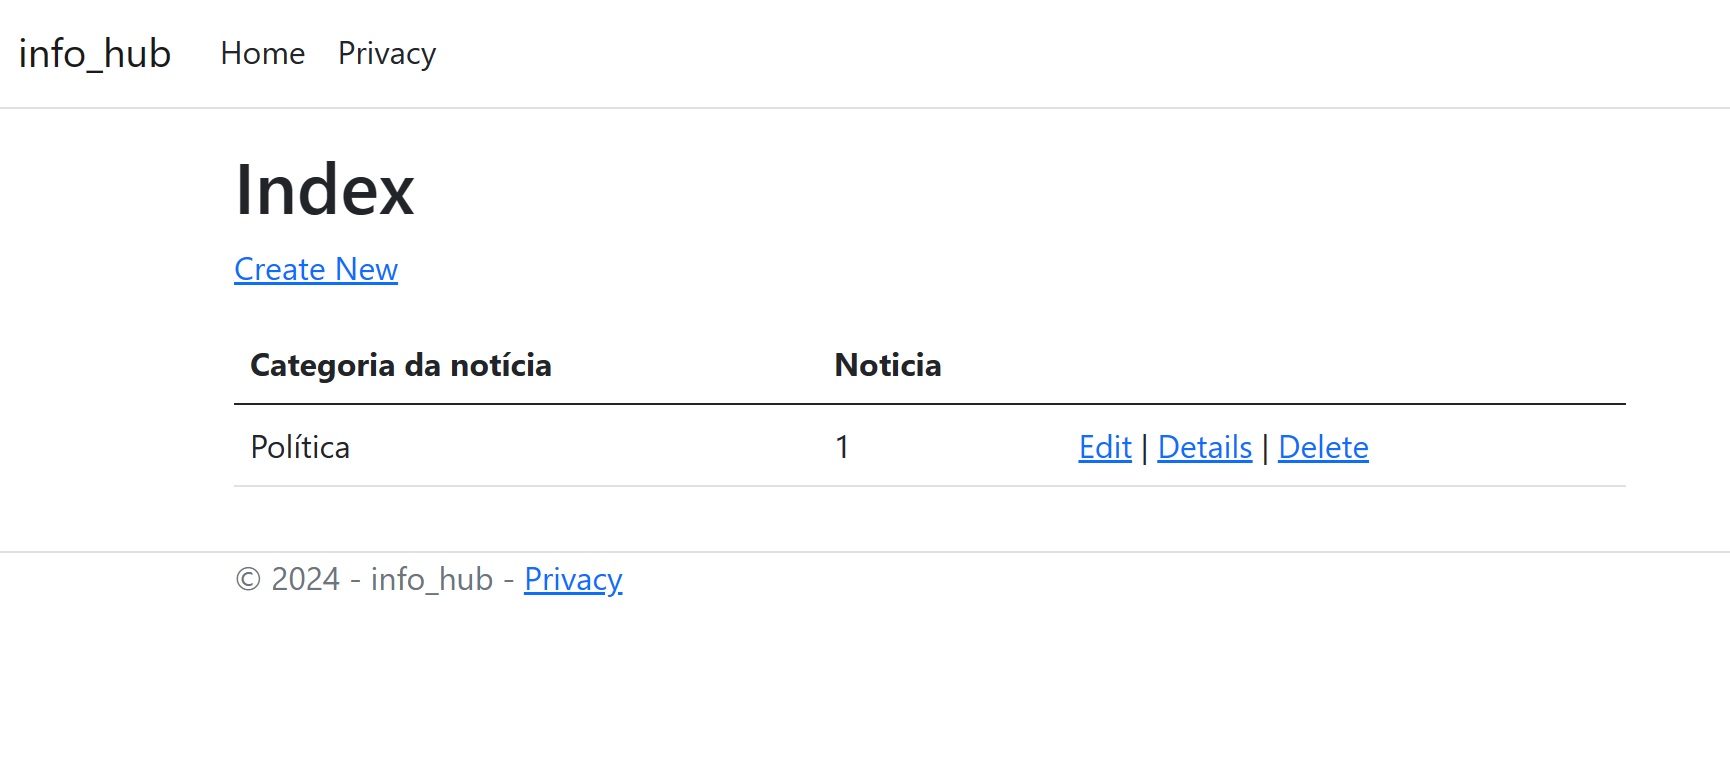 info_hub Home Privacy
Index
Create New
Categoria da notícia Noticia
Política 1 Edit | Details | Delete
© 2024 - info_hub - Privacy